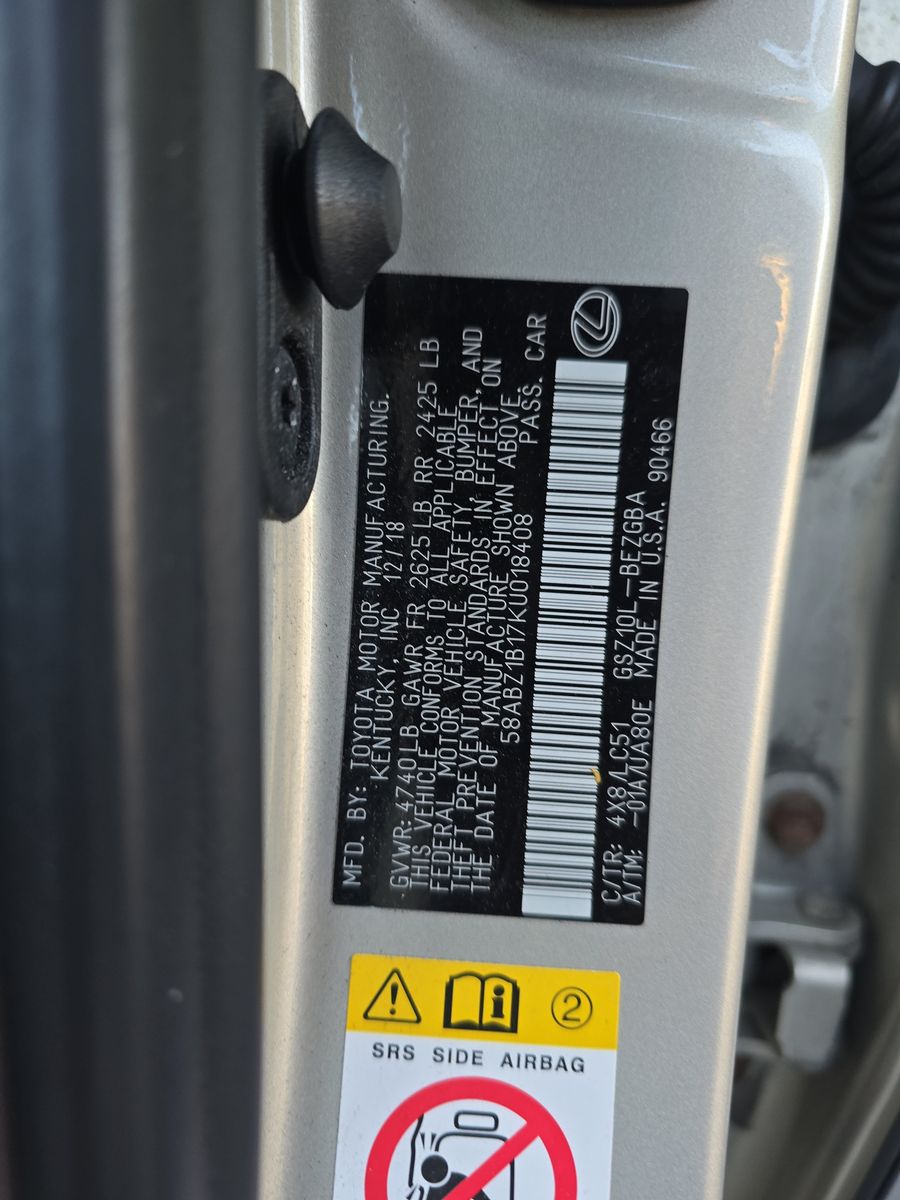 MFD. BY: TOYOTA MOTOR MANUFACTURING.
KENTUCKY, INC 12/18
GVWR: 4740 LB GAWR FR 2625 LB RR 2425 LB
THIS VEHICLE CONFORMS TO ALL APPLICABLE
FEDERAL MOTOR VEHICLE SAFETY, BUMPER, AND
THEFT PREVENTION STANDARDS IN EFFECT ON
THE DATE OF MANUFACTURE SHOWN ABOVE.
58ABZ1B17KU018408 PASS. CAR
C/TR: 4X8/LC51 GSZ10L-BEZGBA
A/TM: -01A/UA80E MADE IN U.S.A. 90466
2
SRS SIDE AIRBAG